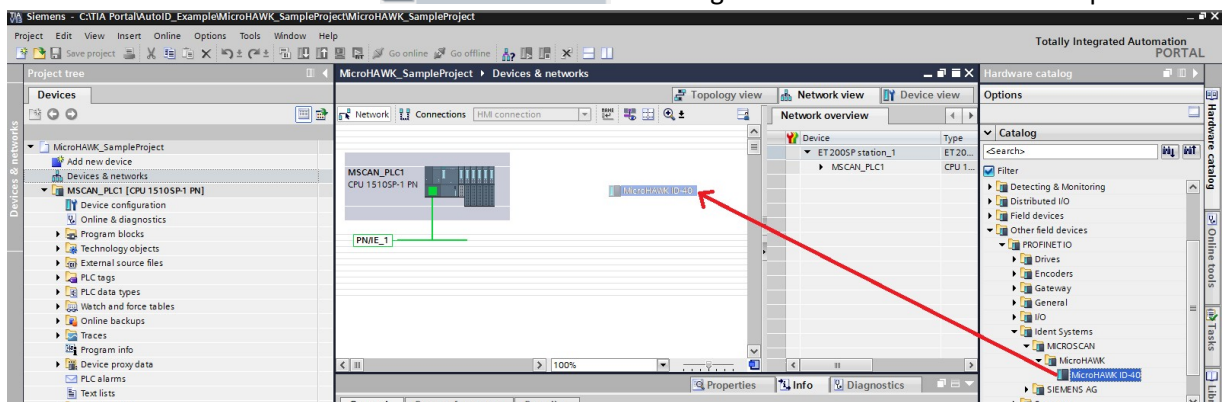 Siemens - C:\TIA Portal\AutoID_Example\MicroHAWK_SampleProject\MicroHAWK_SampleProject
Project Edit View Insert Online Options Tools Window Help
Save project Go online Go offline
Totally Integrated Automation
PORTAL
Project tree
MicroHAWK_SampleProject Devices & networks
Hardware catalog
Devices
Topology view Network view Device view
Options
Network Connections HMI connection
Network overview
Device Type
ET 200SP station_1 ET 20...
MSCAN_PLC1 CPU 1...
Catalog
<Search>
Filter
Detecting & Monitoring
Distributed I/O
Field devices
Other field devices
PROFINET IO
Drives
Encoders
Gateway
General
I/O
Ident Systems
MICROSCAN
MicroHAWK
MicroHAWK ID-40
SIEMENS AG
MicroHAWK_SampleProject
Add new device
Devices & networks
MSCAN_PLC1 [CPU 1510SP-1 PN]
Device configuration
Online & diagnostics
Program blocks
Technology objects
External source files
PLC tags
PLC data types
Watch and force tables
Online backups
Traces
Program info
Device proxy data
PLC alarms
Text lists
MSCAN_PLC1
CPU 1510SP-1 PN
MicroHAWK ID-40
PN/IE_1
100%
Properties Info Diagnostics
Devices & networks
Hardware catalog
Online tools
Tasks